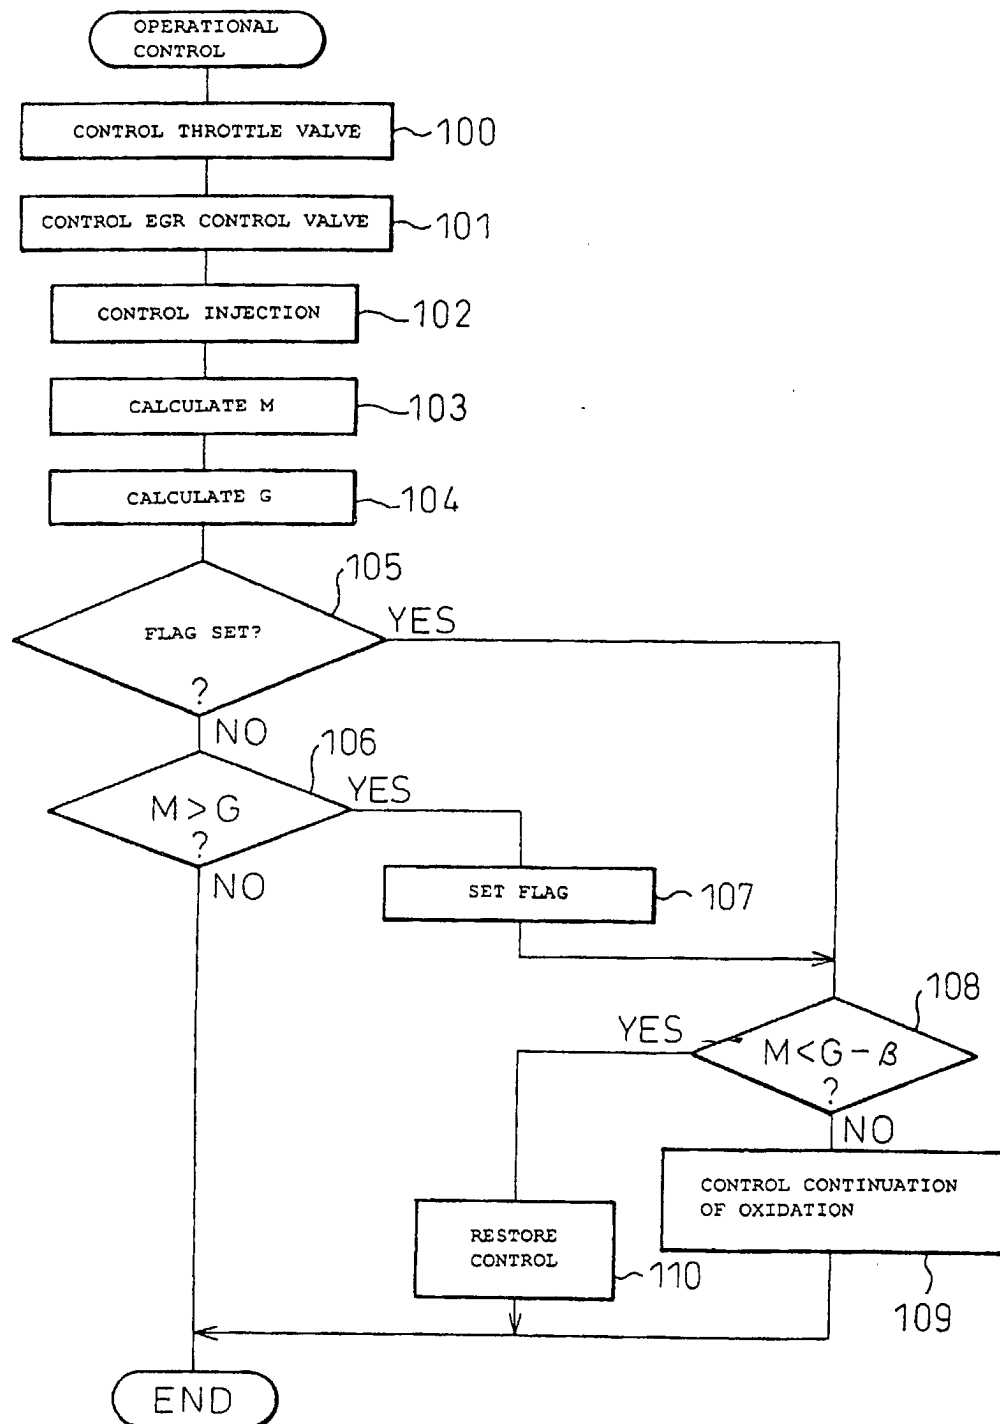 OPERATIONAL
CONTROL
CONTROL THROTTLE VALVE
100
CONTROL EGR CONTROL VALVE
101
CONTROL INJECTION
102
CALCULATE M
103
CALCULATE G
104
105
FLAG SET?
YES
?
NO
106
M>G
YES
?
NO
SET FLAG
107
108
YES
M<G-β
?
NO
CONTROL CONTINUATION
OF OXIDATION
RESTORE
CONTROL
110
109
END